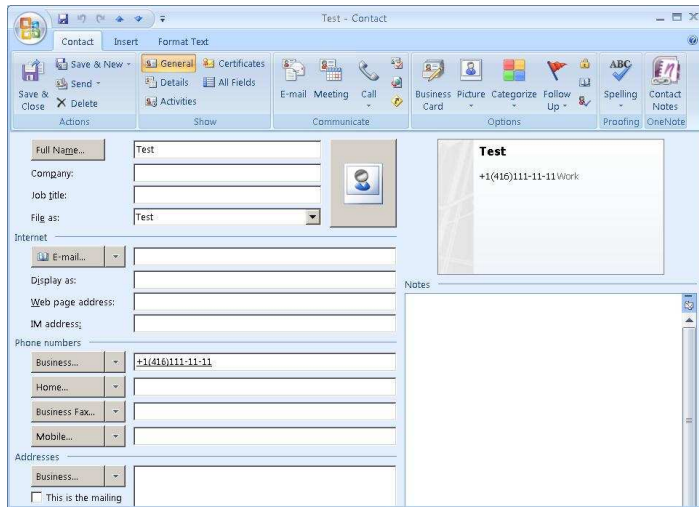 Test - Contact
Contact Insert Format Text
Save & Close
Save & New
Send
Delete
Actions
General
Details
Activities
Certificates
All Fields
Show
E-mail Meeting Call
Communicate
Business Card
Picture
Categorize
Follow Up
Options
ABC
Spelling
Proofing
Contact Notes
OneNote
Full Name... Test
Company:
Job title:
File as: Test
Internet
E-mail...
Display as:
Web page address:
IM address:
Phone numbers
Business... +1(416)111-11-11
Home...
Business Fax...
Mobile...
Addresses
Business...
This is the mailing
Test
+1(416)111-11-11 Work
Notes